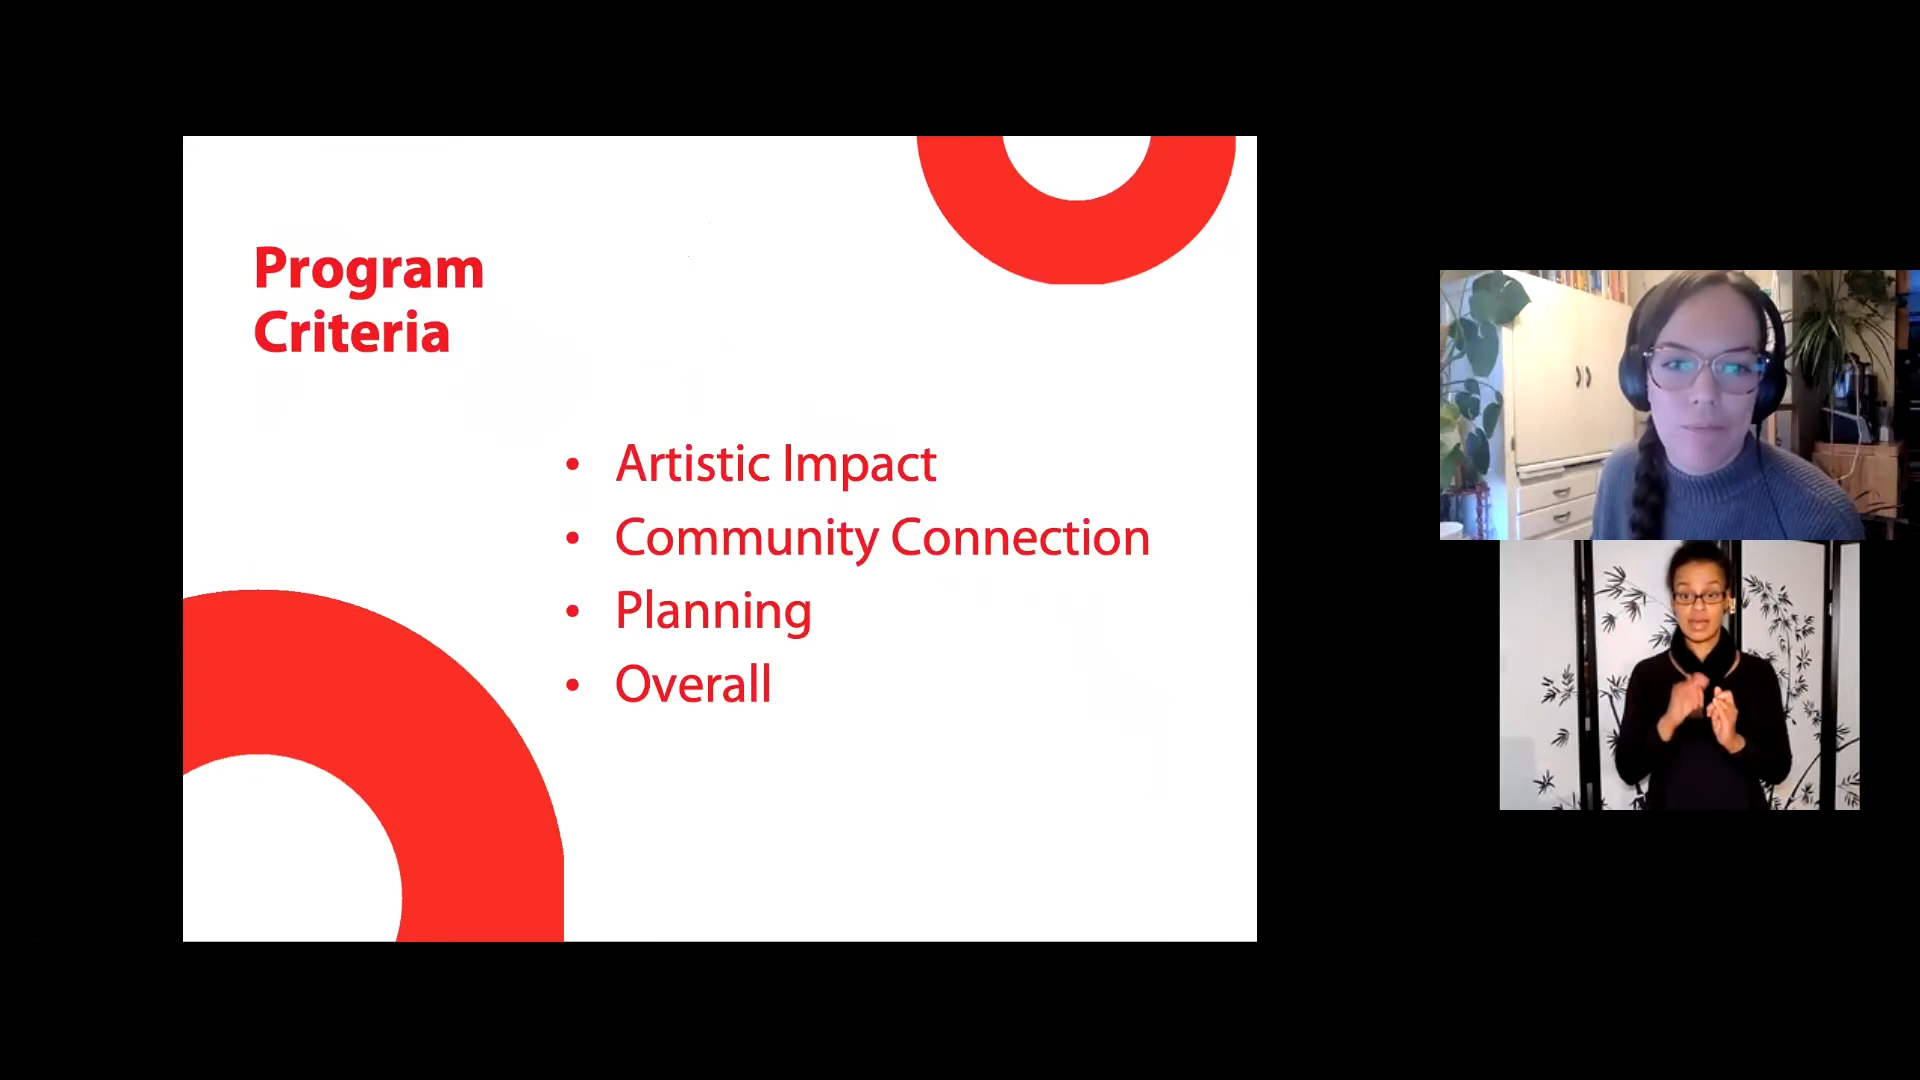 Program
Criteria
• Artistic Impact
• Community Connection
• Planning
• Overall